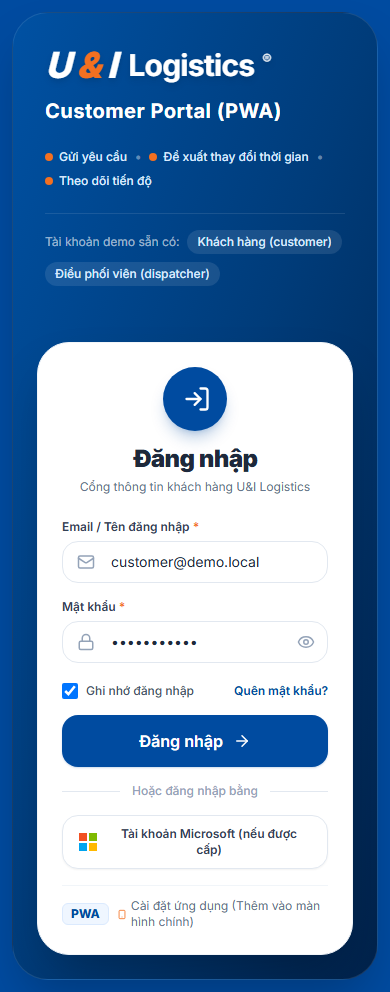 U&I Logistics ®
Customer Portal (PWA)
Gửi yêu cầu • Đề xuất thay đổi thời gian •
Theo dõi tiến độ
Tài khoản demo sẵn có: Khách hàng (customer)
Điều phối viên (dispatcher)
Đăng nhập
Cổng thông tin khách hàng U&I Logistics
Email / Tên đăng nhập *
customer@demo.local
Mật khẩu *
•••••••••••
Ghi nhớ đăng nhập Quên mật khẩu?
Đăng nhập →
Hoặc đăng nhập bằng
Tài khoản Microsoft (nếu được
cấp)
PWA Cài đặt ứng dụng (Thêm vào màn
hình chính)